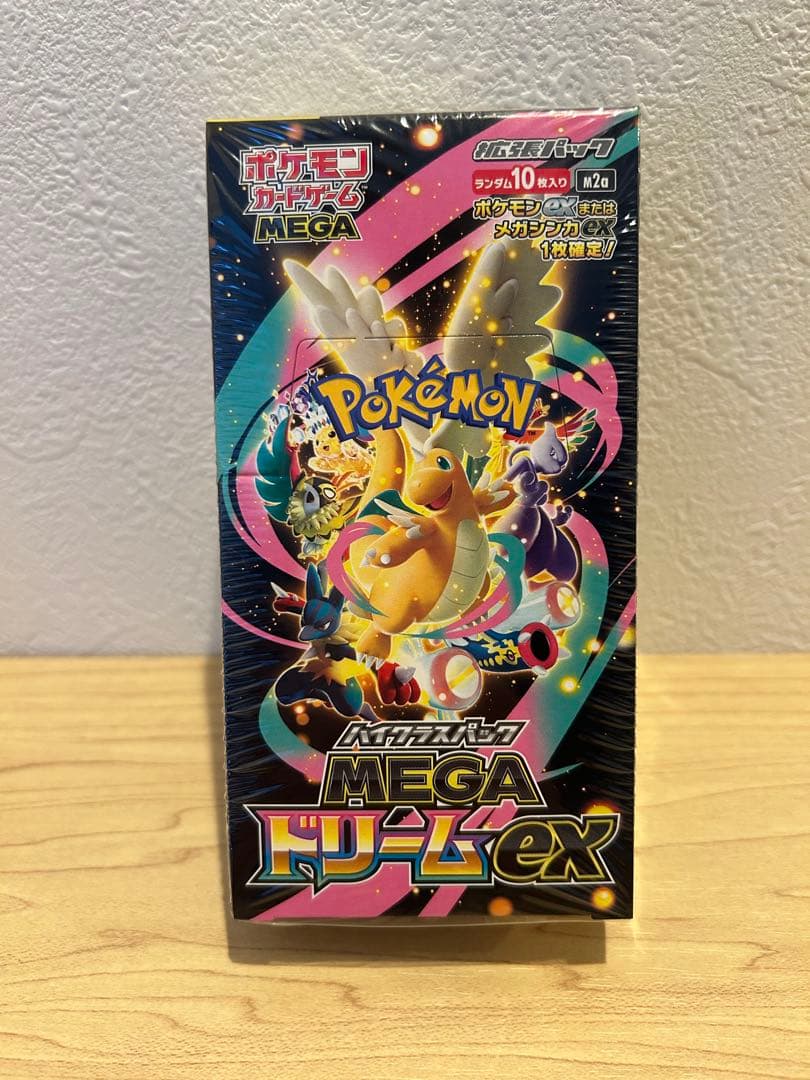 ポケモン
カードゲーム™
MEGA
拡張パック
ランダム10枚入り M2a
ポケモンexまたは
メガシンカex
1枚確定!
POKéMON
ハイクラスパック
MEGA
ドリームex